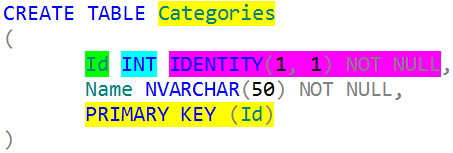 CREATE TABLE Categories
(
Id INT IDENTITY(1, 1) NOT NULL,
Name NVARCHAR(50) NOT NULL,
PRIMARY KEY (Id)
)